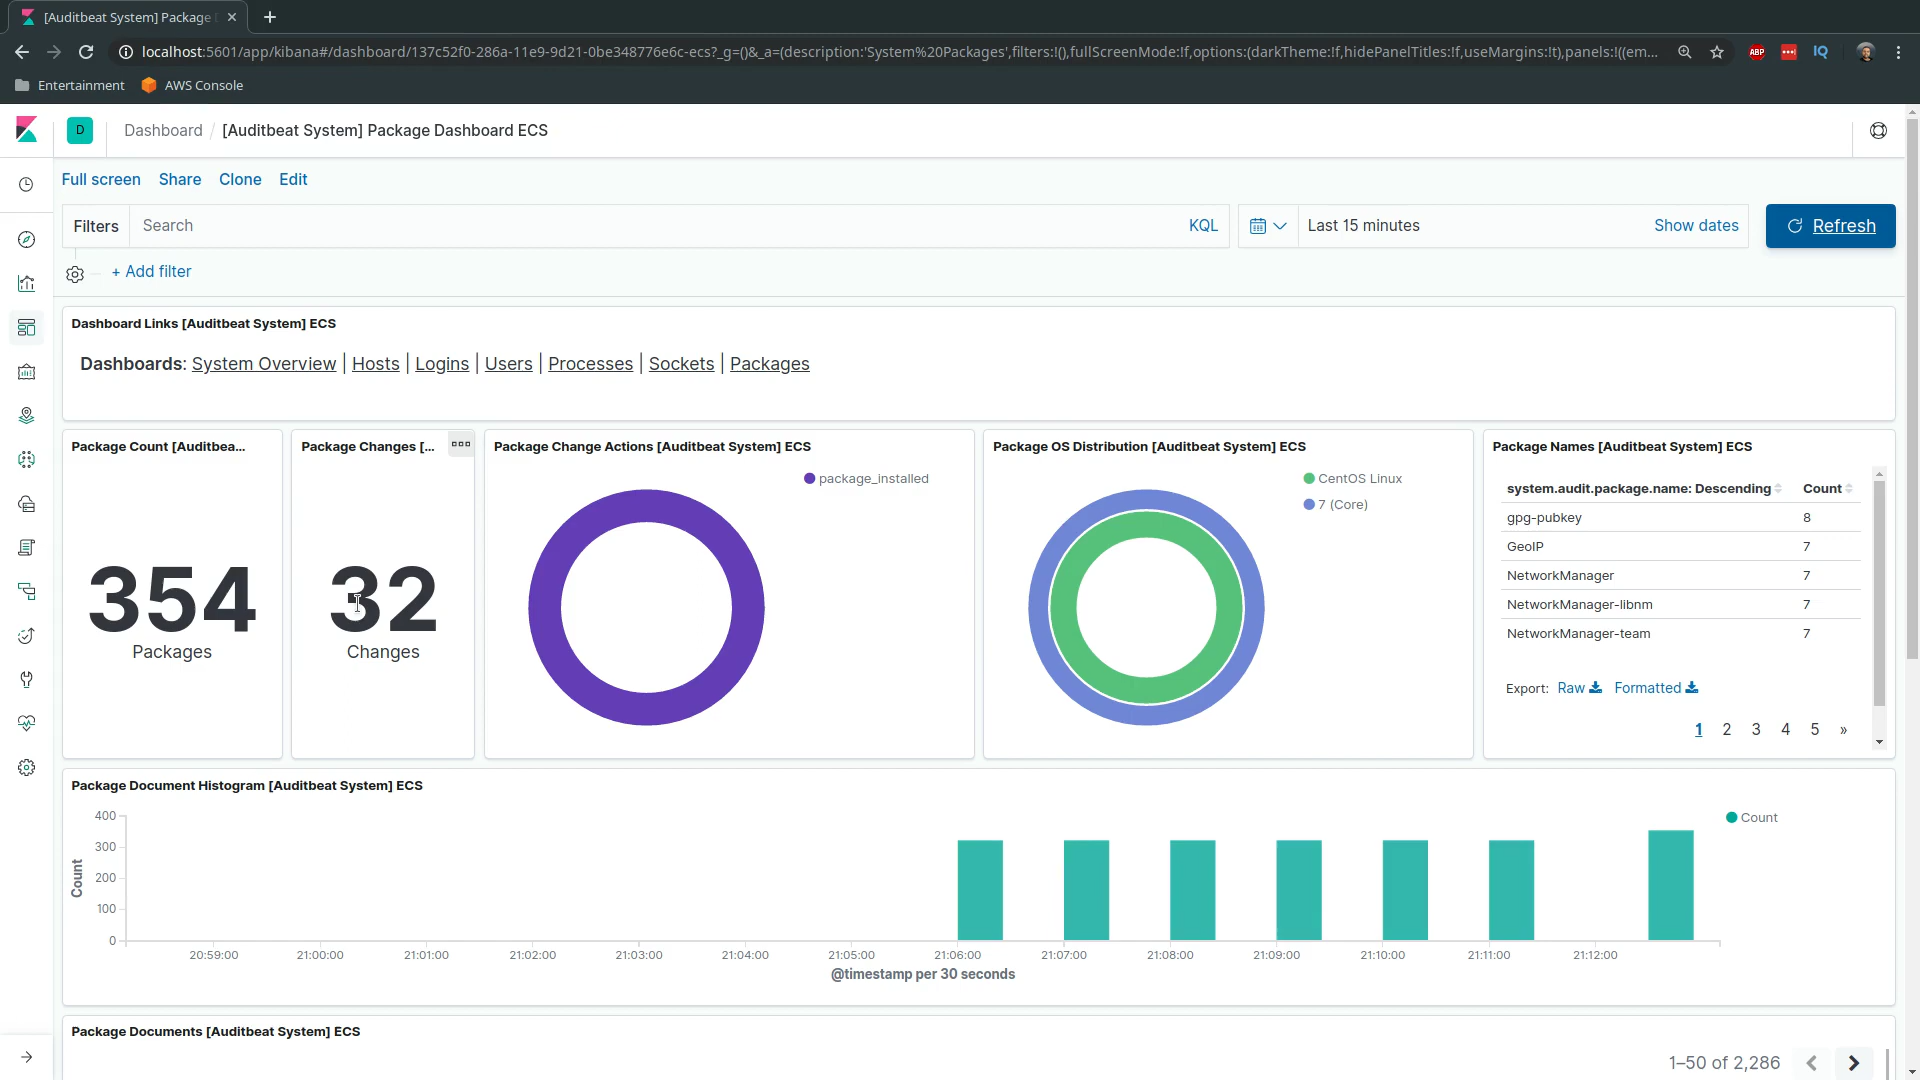 [Auditbeat System] Package
localhost:5601/app/kibana#/dashboard/137c52f0-286a-11e9-9d21-0be348776e6c-ecs?_g=()&_a=(description:'System%20Packages',filters:!(),fullScreenMode:!f,options:(darkTheme:!f,hidePanelTitles:!f,useMargins:!t),panels:!((em...
ABP
IQ
Entertainment AWS Console
D Dashboard / [Auditbeat System] Package Dashboard ECS
Full screen Share Clone Edit
Filters Search KQL Last 15 minutes Show dates Refresh
+ Add filter
Dashboard Links [Auditbeat System] ECS
Dashboards: System Overview | Hosts | Logins | Users | Processes | Sockets | Packages
Package Count [Auditbea...
354
Packages
Package Changes [...
32
Changes
Package Change Actions [Auditbeat System] ECS
package_installed
Package OS Distribution [Auditbeat System] ECS
CentOS Linux
7 (Core)
Package Names [Auditbeat System] ECS
system.audit.package.name: Descending Count
gpg-pubkey 8
GeoIP 7
NetworkManager 7
NetworkManager-libnm 7
NetworkManager-team 7
Export: Raw Formatted
1 2 3 4 5 »
Package Document Histogram [Auditbeat System] ECS
400
300
200
100
0
Count
Count
20:59:00 21:00:00 21:01:00 21:02:00 21:03:00 21:04:00 21:05:00 21:06:00 21:07:00 21:08:00 21:09:00 21:10:00 21:11:00 21:12:00
@timestamp per 30 seconds
Package Documents [Auditbeat System] ECS
1–50 of 2,286